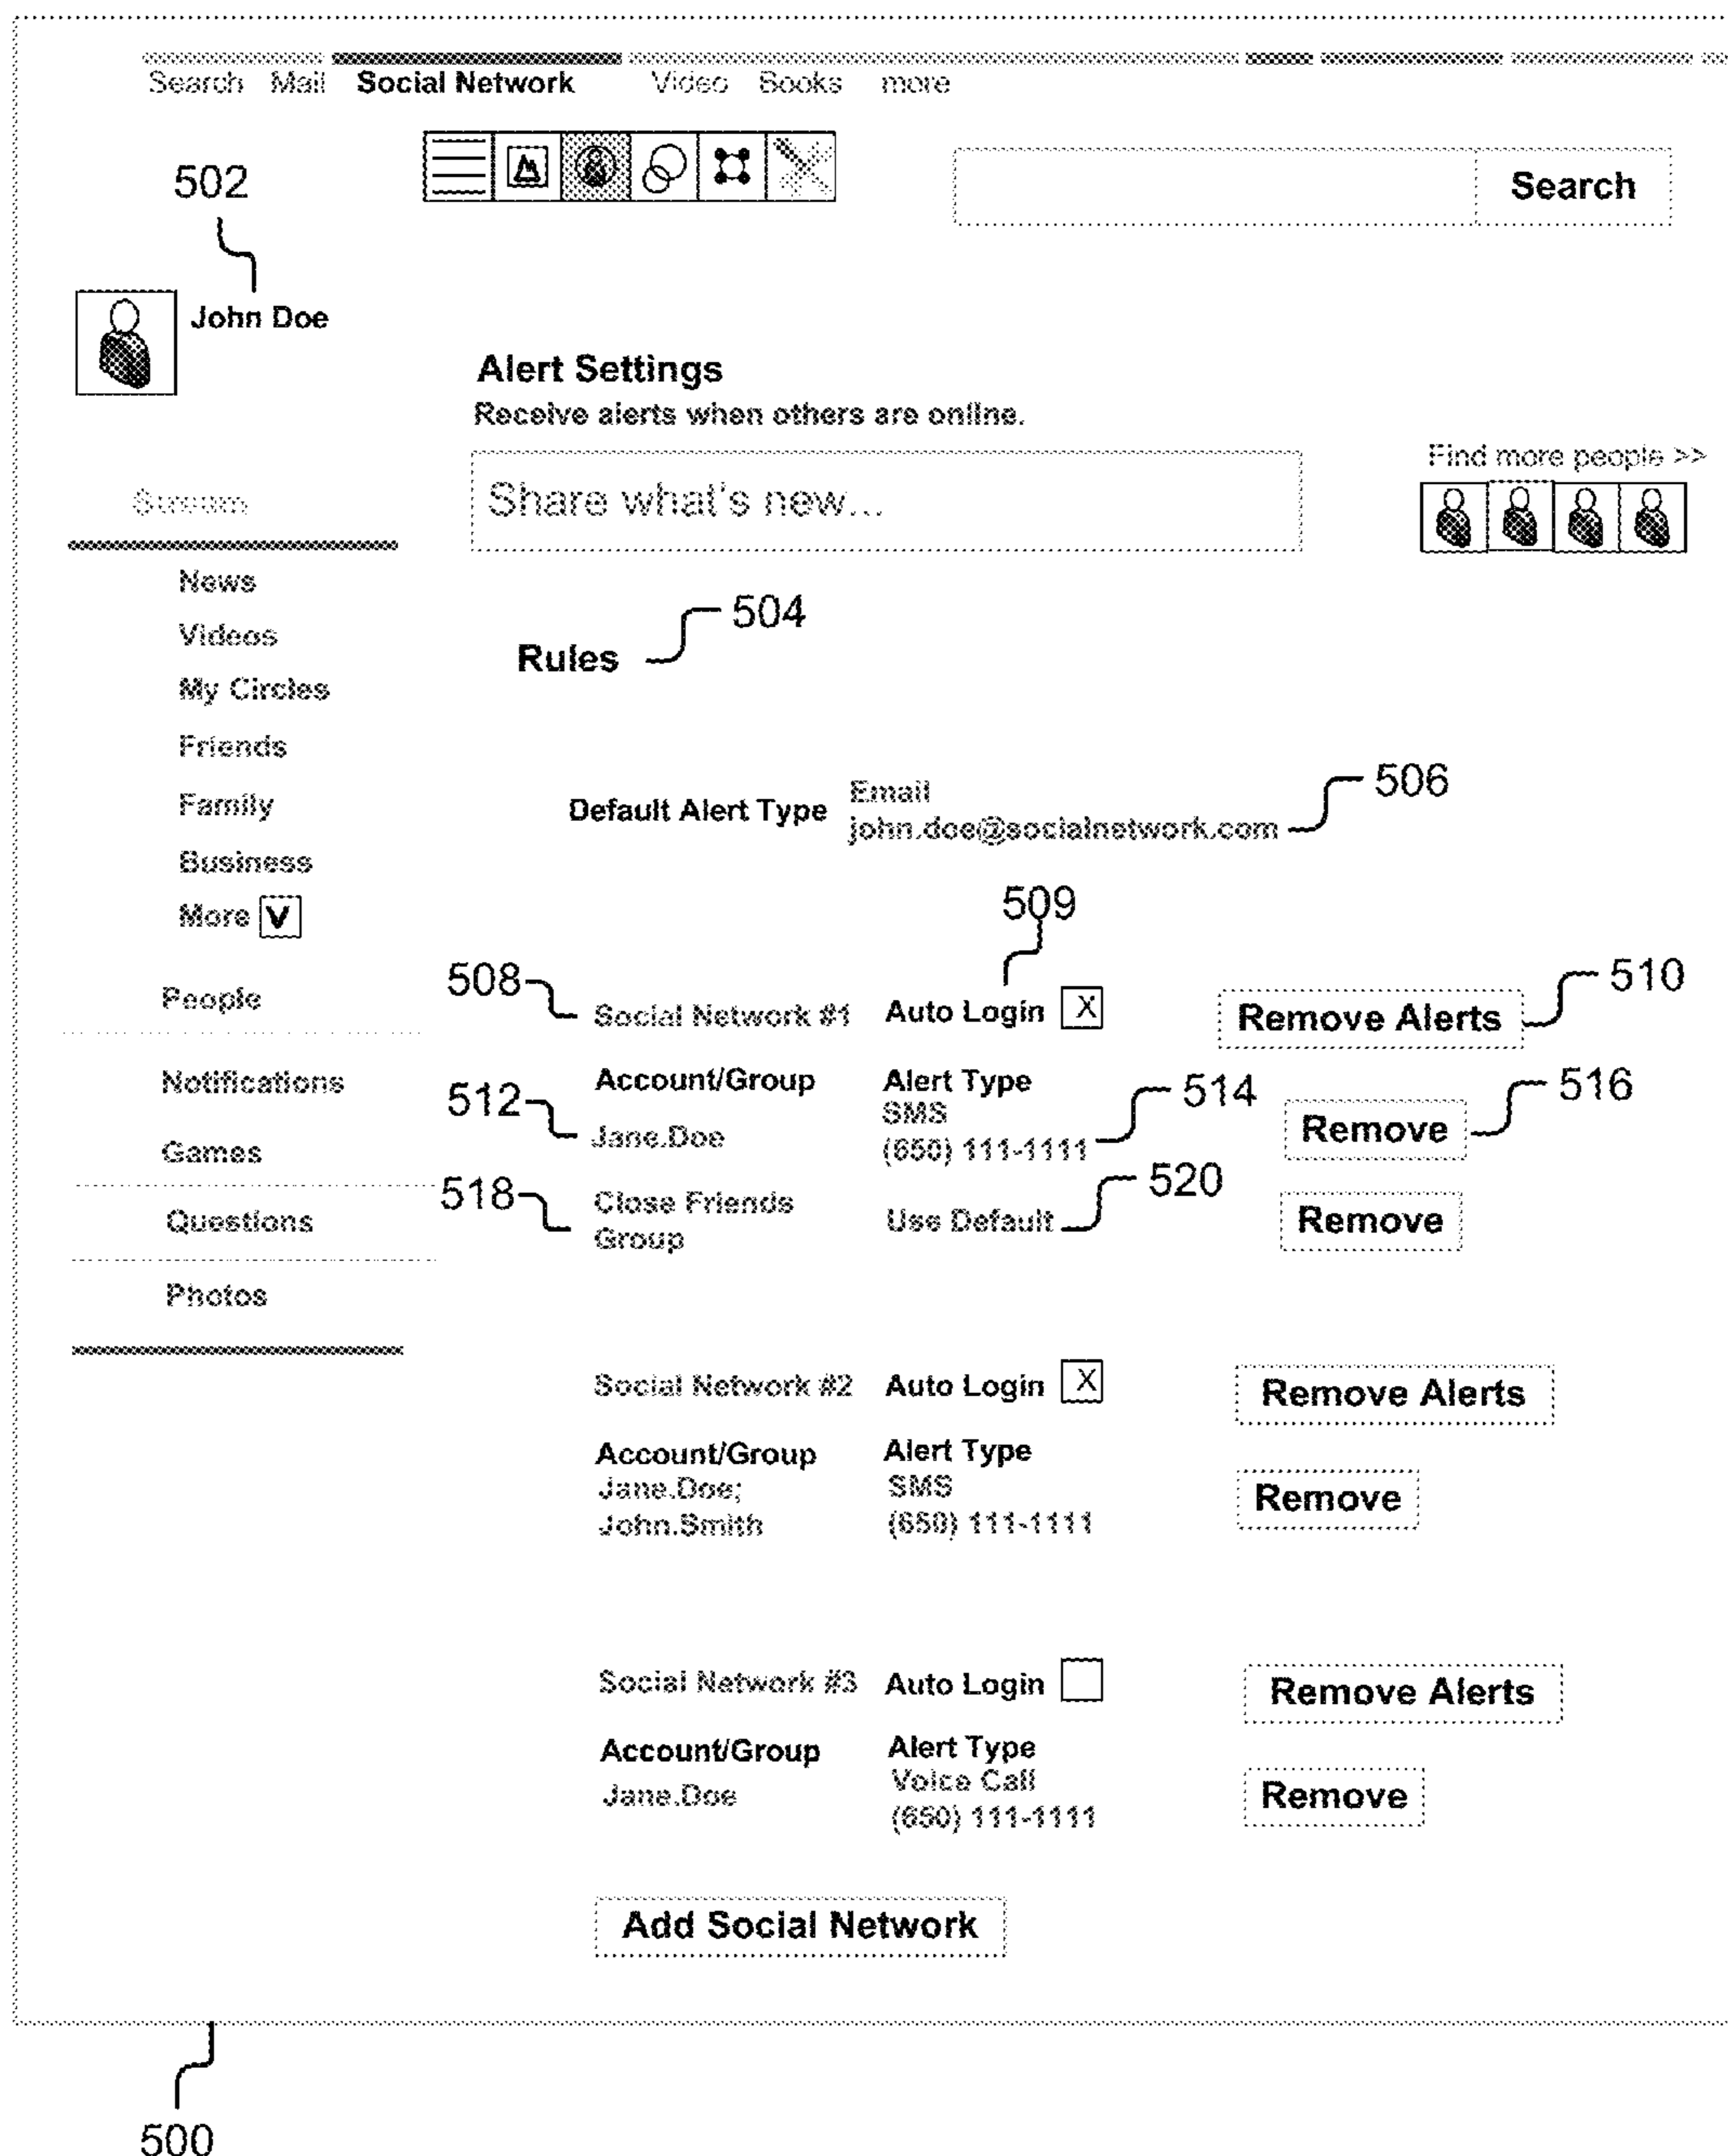 Search Mail Social Network Video Books more
502
Search
John Doe
Alert Settings
Receive alerts when others are online.
Share what's new...
Find more people >>
Stream
News
504
Videos
Rules
My Circles
Friends
Family
Default Alert Type
Email
john.doe@socialnetwork.com
506
Business
More V
509
508
Social Network #1 Auto Login X Remove Alerts
510
People
Account/Group Alert Type
Notifications
512
Jane.Doe
SMS
(650) 111-1111
514
Remove
516
Games
518
Close Friends
Group
Use Default
520
Remove
Questions
Photos
Social Network #2 Auto Login X Remove Alerts
Account/Group Alert Type
Jane.Doe; SMS
John.Smith (650) 111-1111
Remove
Social Network #3 Auto Login Remove Alerts
Account/Group Alert Type
Jane.Doe
Voice Call
(650) 111-1111
Remove
Add Social Network
500